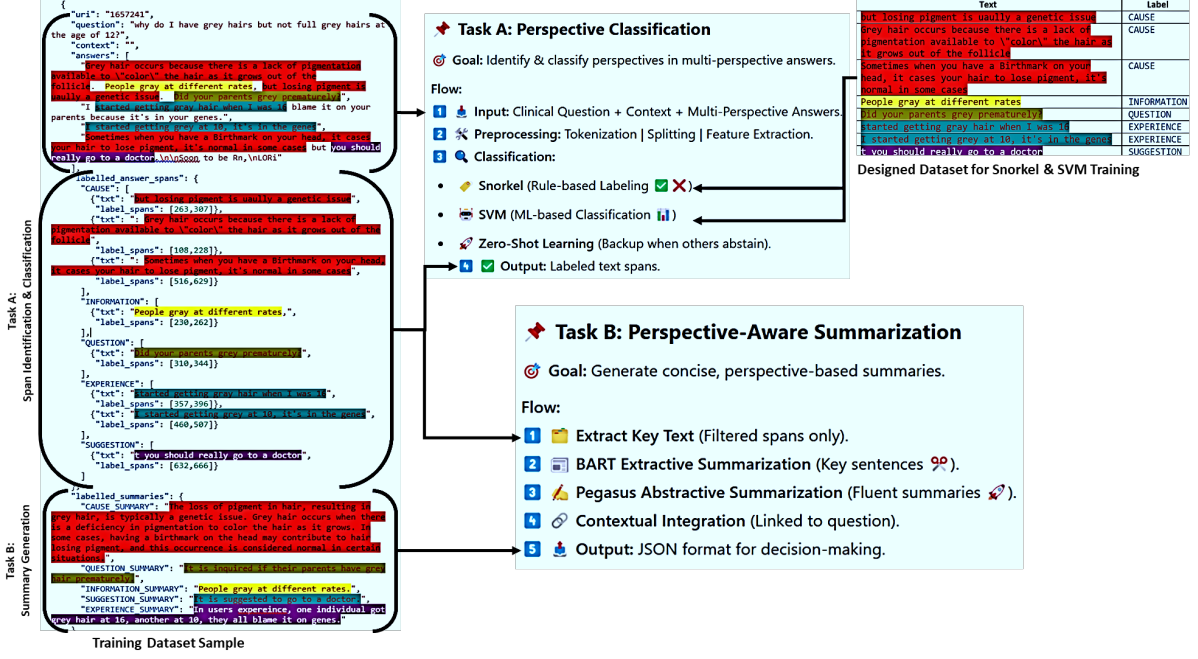 {
"uri": "1657241",
"question": "why do I have grey hairs but not full grey hairs at
the age of 12?",
"context": "",
"answers": [
"Grey hair occurs because there is a lack of pigmentation
available to \"color\" the hair as it grows out of the
follicle.  People gray at different rates, but losing pigment is
uaully a genetic issue.  Did your parents grey prematurely?",
"I started getting gray hair when I was 16 blame it on your
parents because it's in your genes.",
"I started getting grey at 10, it's in the genes",
"Sometimes when you have a Birthmark on your head, it cases
your hair to lose pigment, it's normal in some cases but you should
really go to a doctor.\n\nSoon to be Rn,\nLORi"
],
"labelled_answer_spans": {
"CAUSE": [
{"txt": "but losing pigment is uaully a genetic issue",
"label_spans": [263,307]},
{"txt": ": Grey hair occurs because there is a lack of
pigmentation available to \"color\" the hair as it grows out of the
follicle",
"label_spans": [108,228]},
{"txt": ": Sometimes when you have a Birthmark on your head,
it cases your hair to lose pigment, it's normal in some cases",
"label_spans": [516,629]}
],
"INFORMATION": [
{"txt": "People gray at different rates,",
"label_spans": [230,262]}
],
"QUESTION": [
{"txt": "Did your parents grey prematurely?",
"label_spans": [310,344]}
],
"EXPERIENCE": [
{"txt": "started getting gray hair when I was 16",
"label_spans": [357,396]},
{"txt": "I started getting grey at 10, it's in the genes",
"label_spans": [460,507]}
],
"SUGGESTION": [
{"txt": "t you should really go to a doctor",
"label_spans": [632,666]}
]
},
"labelled_summaries": {
"CAUSE_SUMMARY": "The loss of pigment in hair, resulting in
grey hair, is typically a genetic issue. Grey hair occurs when there
is a deficiency in pigmentation to color the hair as it grows. In
some cases, having a birthmark on the head may contribute to hair
losing pigment, and this occurrence is considered normal in certain
situations.",
"QUESTION_SUMMARY": "It is inquired if their parents have grey
hair prematurely.",
"INFORMATION_SUMMARY": "People gray at different rates.",
"SUGGESTION_SUMMARY": "It is suggested to go to a doctor",
"EXPERIENCE_SUMMARY": "In users expereince, one individual got
grey hair at 16, another at 10, they all blame it on genes."
}
Training Dataset Sample
Task A:
Span Identification & Classification
Task B:
Summary Generation
Task A: Perspective Classification
Goal: Identify & classify perspectives in multi-perspective answers.
Flow:
1 Input: Clinical Question + Context + Multi-Perspective Answers.
2 Preprocessing: Tokenization | Splitting | Feature Extraction.
3 Classification:
• Snorkel (Rule-based Labeling ✅ ❌)
• SVM (ML-based Classification 📊)
• Zero-Shot Learning (Backup when others abstain).
4 Output: Labeled text spans.
Task B: Perspective-Aware Summarization
Goal: Generate concise, perspective-based summaries.
Flow:
1 Extract Key Text (Filtered spans only).
2 BART Extractive Summarization (Key sentences ✂️).
3 Pegasus Abstractive Summarization (Fluent summaries 🚀).
4 Contextual Integration (Linked to question).
5 Output: JSON format for decision-making.
Text Label
but losing pigment is uaully a genetic issue CAUSE
Grey hair occurs because there is a lack of CAUSE
pigmentation available to \"color\" the hair as
it grows out of the follicle
Sometimes when you have a Birthmark on your CAUSE
head, it cases your hair to lose pigment, it's
normal in some cases
People gray at different rates INFORMATION
Did your parents grey prematurely? QUESTION
started getting gray hair when I was 16 EXPERIENCE
I started getting grey at 10, it's in the genes EXPERIENCE
t you should really go to a doctor SUGGESTION
Designed Dataset for Snorkel & SVM Training